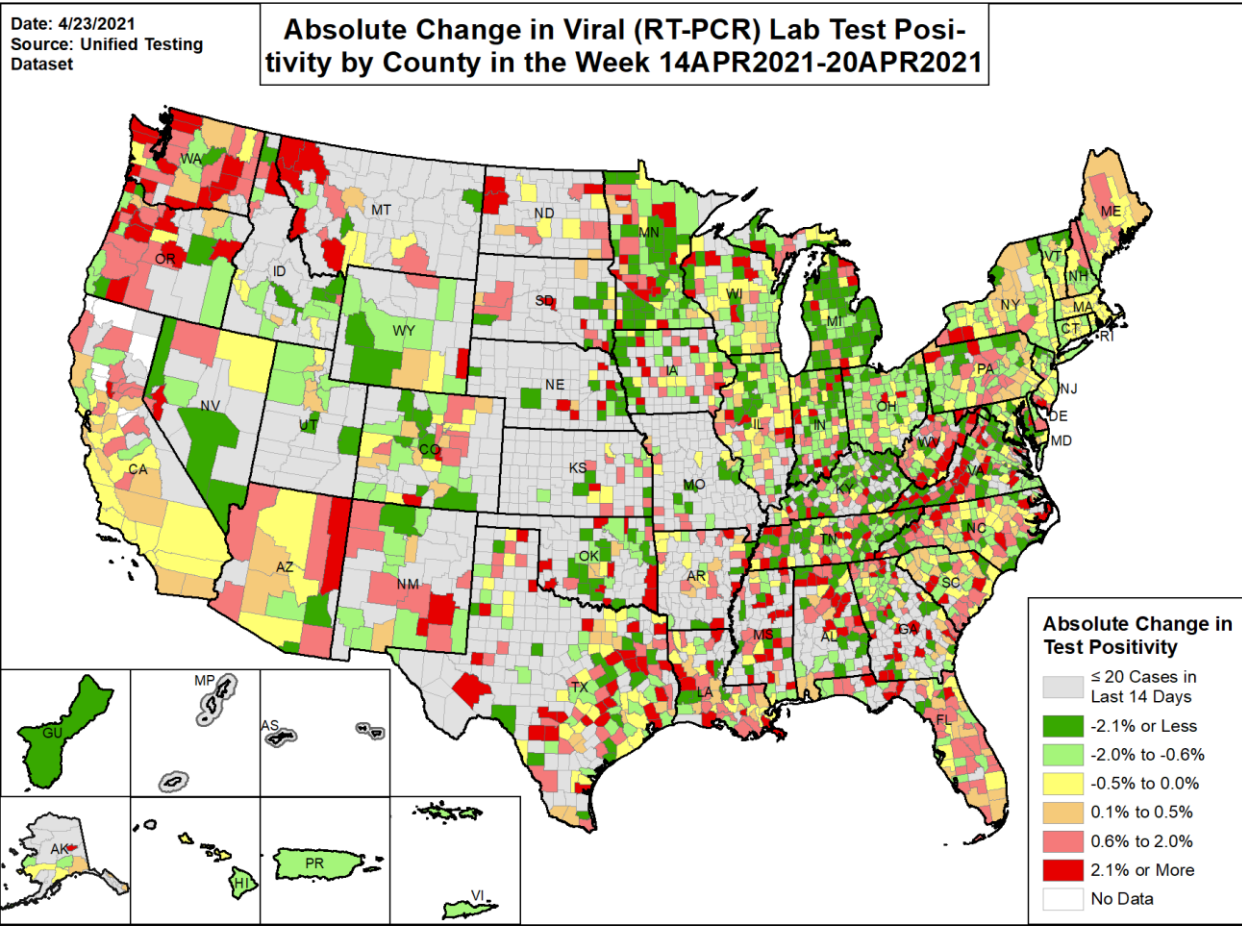 Date: 4/23/2021
Source: Unified Testing
Dataset
Absolute Change in Viral (RT-PCR) Lab Test Posi-
tivity by County in the Week 14APR2021-20APR2021
WA
MT
ND
MN
ME
OR
ID
SD
WI
MI
VT
NH
NY
MA
CT
RI
WY
IA
PA
NJ
NE
NV
UT
CO
IL
IN
OH
DE
MD
WV
VA
CA
KS
MO
KY
AZ
NM
OK
AR
TN
NC
SC
MS
AL
GA
TX
LA
FL
GU
MP
AS
AK
HI
PR
VI
Absolute Change in
Test Positivity
≤ 20 Cases in
Last 14 Days
-2.1% or Less
-2.0% to -0.6%
-0.5% to 0.0%
0.1% to 0.5%
0.6% to 2.0%
2.1% or More
No Data